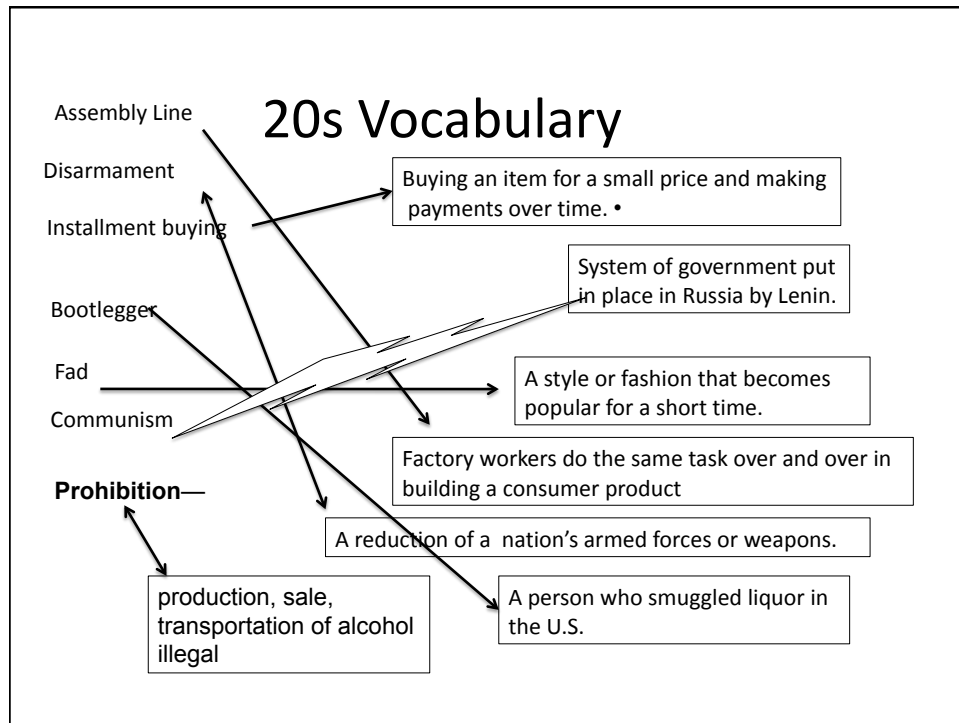 20s Vocabulary
Assembly Line
Disarmament
Installment buying
Bootlegger
Fad
Communism
Prohibition—
Buying an item for a small price and making
payments over time. •
System of government put
in place in Russia by Lenin.
A style or fashion that becomes
popular for a short time.
Factory workers do the same task over and over in
building a consumer product
A reduction of a  nation’s armed forces or weapons.
A person who smuggled liquor in
the U.S.
production, sale,
transportation of alcohol
illegal